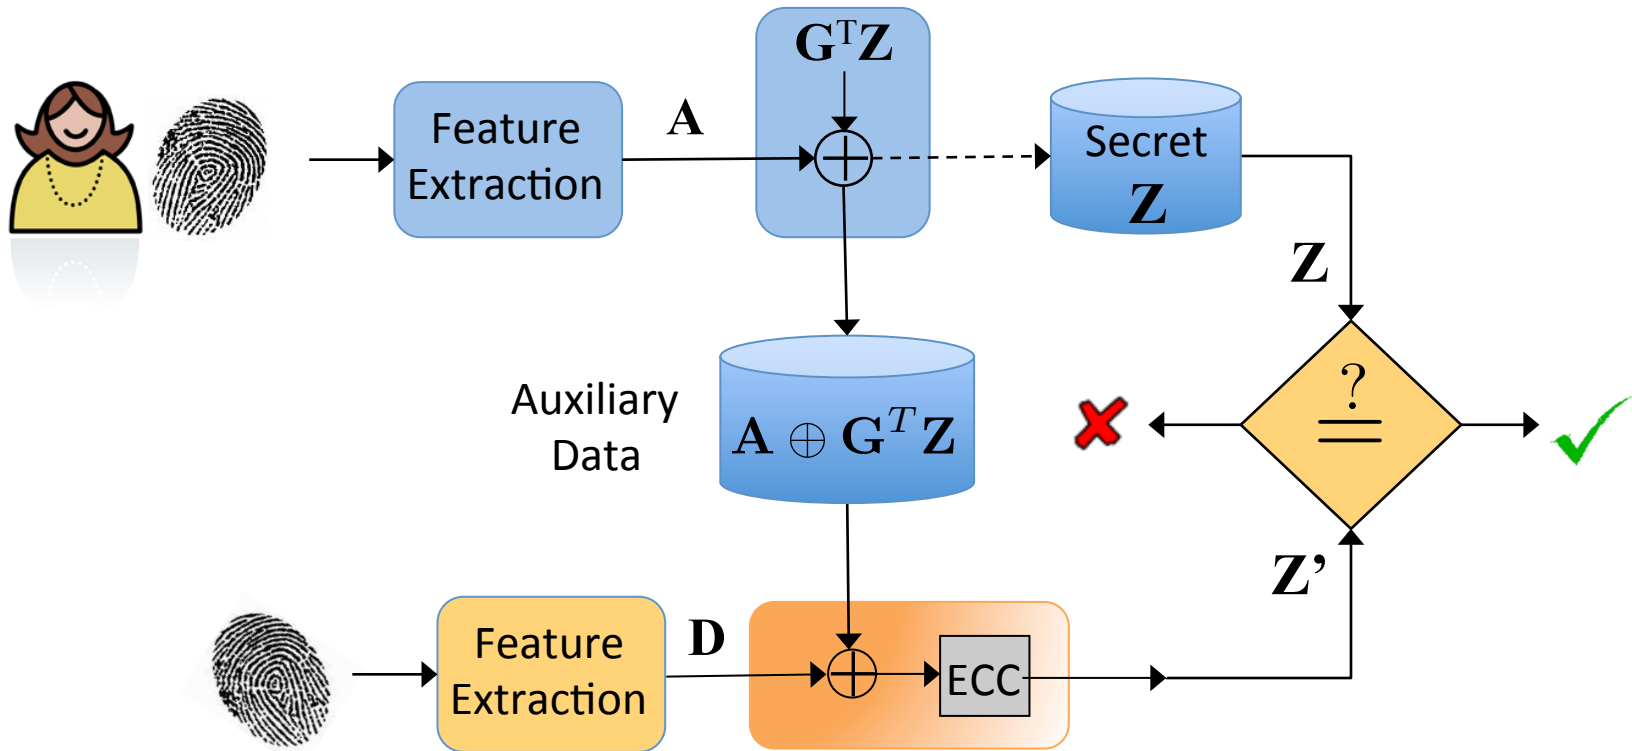 GᵀZ
Feature
Extraction
A
Secret
Z
Z
Auxiliary
Data
A ⊕ GᵀZ
?
=
Z’
Feature
Extraction
D
ECC